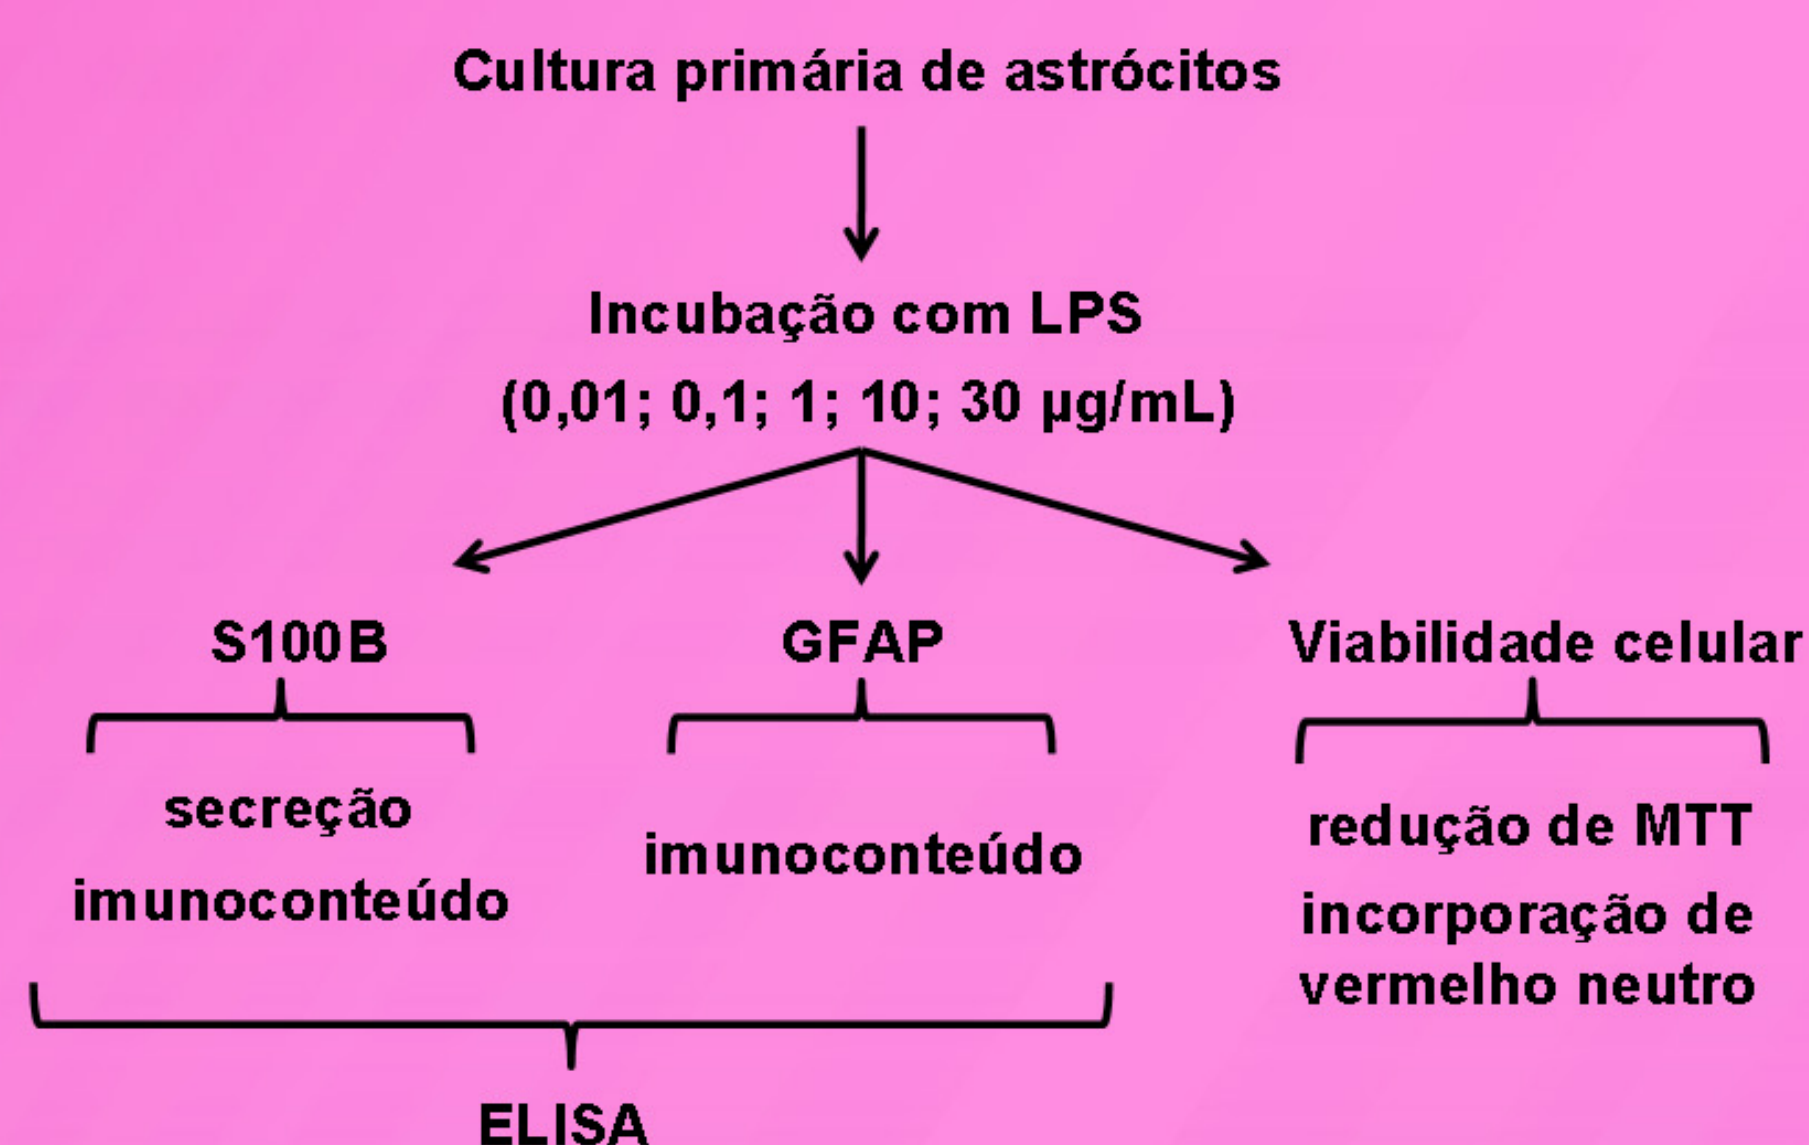 Cultura primária de astrócitos
Incubação com LPS
(0,01; 0,1; 1; 10; 30 µg/mL)
S100B
secreção
imunoconteúdo
GFAP
imunoconteúdo
Viabilidade celular
redução de MTT
incorporação de
vermelho neutro
ELISA